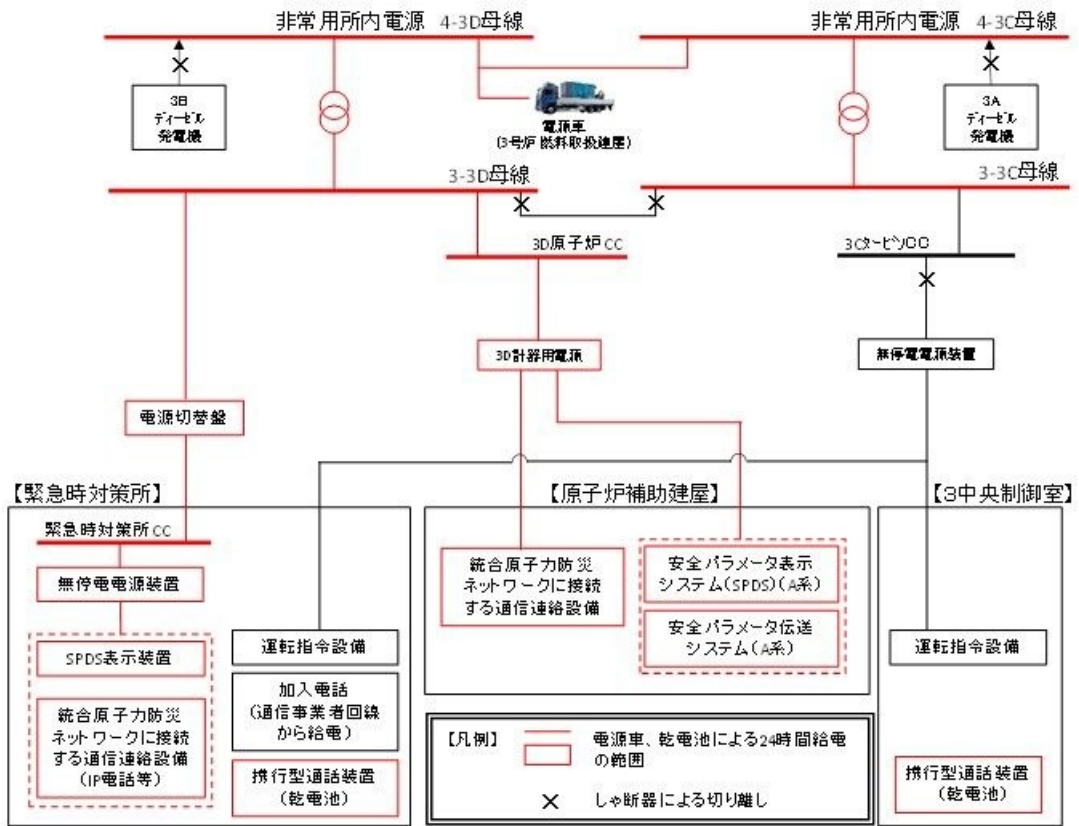 非常用所内電源 4-3D母線
非常用所内電源 4-3C母線
3B
ディーゼル
発電機
電源車
(3号炉 燃料取扱建屋)
3A
ディーゼル
発電機
3-3D母線
3-3C母線
3D原子炉CC
3CタービンCC
3D計器用電源
無停電電源装置
電源切替盤
【緊急時対策所】
緊急時対策所CC
無停電電源装置
SPDS表示装置
統合原子力防災
ネットワークに接続
する通信連絡設備
(IP電話等)
運転指令設備
加入電話
(通信事業者回線
から給電)
携行型通話装置
(乾電池)
【原子炉補助建屋】
統合原子力防災
ネットワークに接続
する通信連絡設備
安全パラメータ表示
システム(SPDS)(A系)
安全パラメータ伝送
システム(A系)
【3中央制御室】
運転指令設備
携行型通話装置
(乾電池)
【凡例】
電源車、乾電池による24時間給電
の範囲
× しゃ断器による切り離し